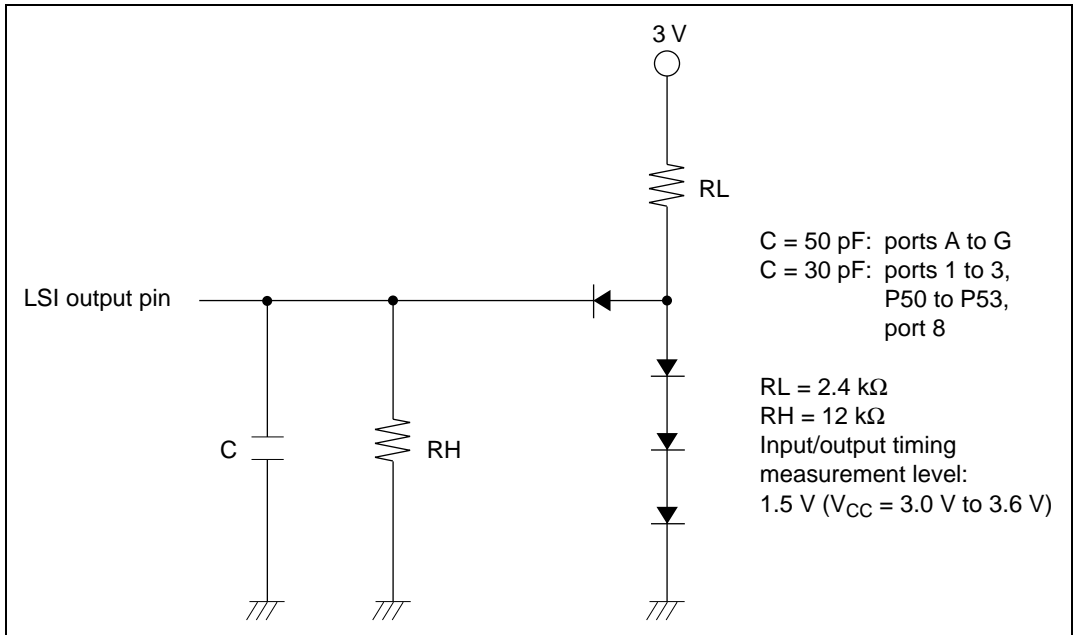 3 V
RL
LSI output pin
C
RH
C = 50 pF: ports A to G
C = 30 pF: ports 1 to 3,
P50 to P53,
port 8
RL = 2.4 kΩ
RH = 12 kΩ
Input/output timing
measurement level:
1.5 V (VCC = 3.0 V to 3.6 V)